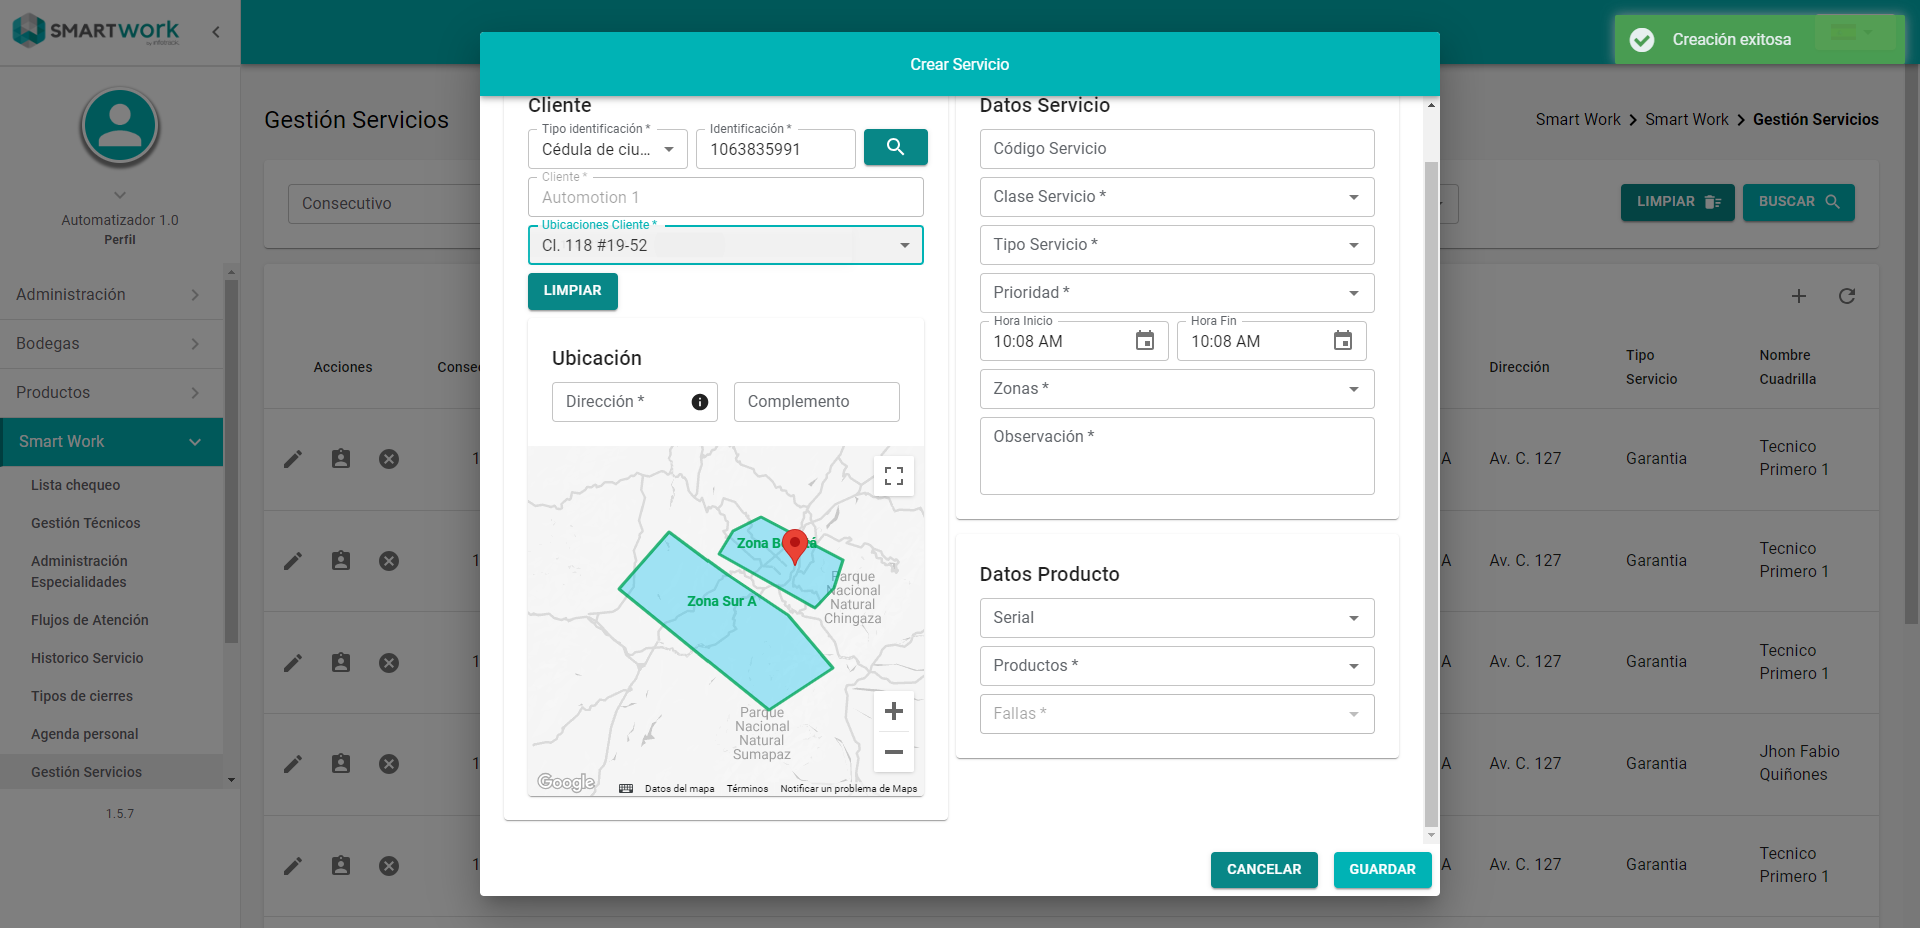 SMARTWORK
by infotrack
Automatizador 1.0
Perfil
Administración
Bodegas
Productos
Smart Work
Lista chequeo
Gestión Técnicos
Administración
Especialidades
Flujos de Atención
Historico Servicio
Tipos de cierres
Agenda personal
Gestión Servicios
1.5.7
Gestión Servicios
Smart Work > Smart Work > Gestión Servicios
Creación exitosa
Consecutivo
LIMPIAR
BUSCAR
Acciones
Dirección
Tipo
Servicio
Nombre
Cuadrilla
A Av. C. 127 Garantia Tecnico
Primero 1
Av. C. 127 Garantia Tecnico
Primero 1
A Av. C. 127 Garantia Tecnico
Primero 1
A Av. C. 127 Garantia Jhon Fabio
Quiñones
A Av. C. 127 Garantia Tecnico
Primero 1
Crear Servicio
Cliente
Tipo identificación *
Cédula de ciu...
Identificación *
1063835991
Cliente *
Automotion 1
Ubicaciones Cliente *
Cl. 118 #19-52
LIMPIAR
Ubicación
Dirección *
Complemento
Zona Sur A
Parque
Nacional
Natural
Chingaza
Parque
Nacional
Natural
Sumapaz
Google
Datos del mapa
Términos
Notificar un problema de Maps
Datos Servicio
Código Servicio
Clase Servicio *
Tipo Servicio *
Prioridad *
Hora Inicio
10:08 AM
Hora Fin
10:08 AM
Zonas *
Observación *
Datos Producto
Serial
Productos *
Fallas *
CANCELAR
GUARDAR